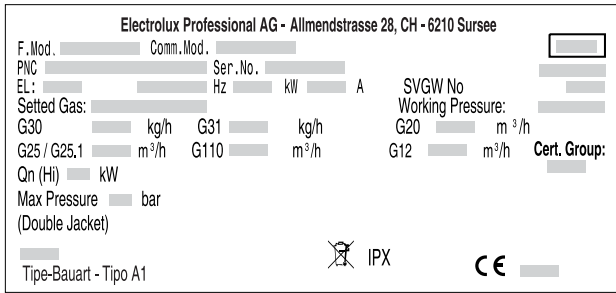 Electrolux Professional AG - Allmendstrasse 28, CH - 6210 Sursee
F.Mod. Comm.Mod.
PNC Ser.No.
EL: Hz kW A SVGW No
Setted Gas: Working Pressure:
G30 kg/h G31 kg/h G20 m³/h
G25 / G25.1 m³/h G110 m³/h G12 m³/h Cert. Group:
Qn (Hi) kW
Max Pressure bar
(Double Jacket)
IPX CE
Tipe-Bauart - Tipo A1